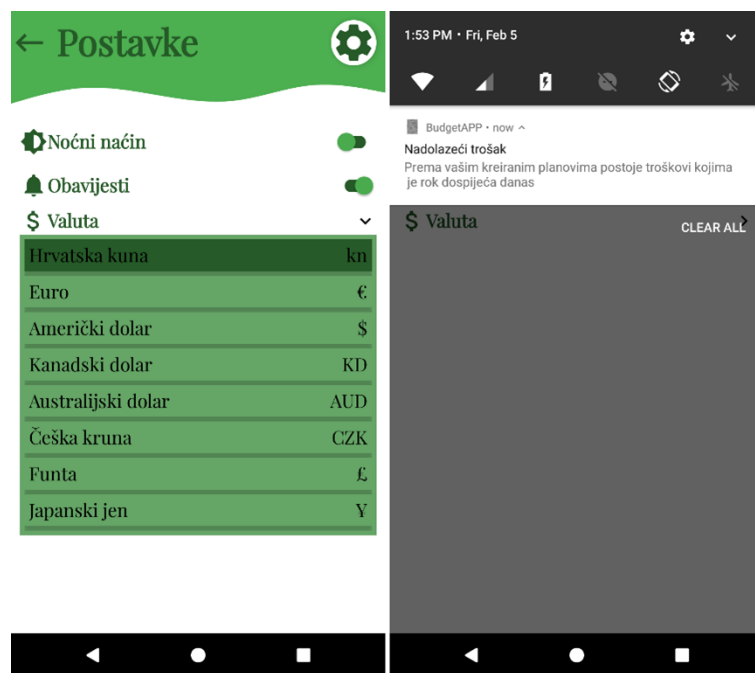 Postavke
Noćni naćin
Obavijesti
$ Valuta
Hrvatska kuna kn
Euro €
Américki dolar $
Kanadski dolar KD
Australijski dolar AUD
Češka kruna CZK
Funta £
Japanski jen ¥
1:53 PM • Fri, Feb 5
BudgetAPP • now
Nadolazeći trošak
Prema vašim kreiranim planovima postoje troškovi kojima
je rok dospijeća danas
$ Valuta
CLEAR ALL